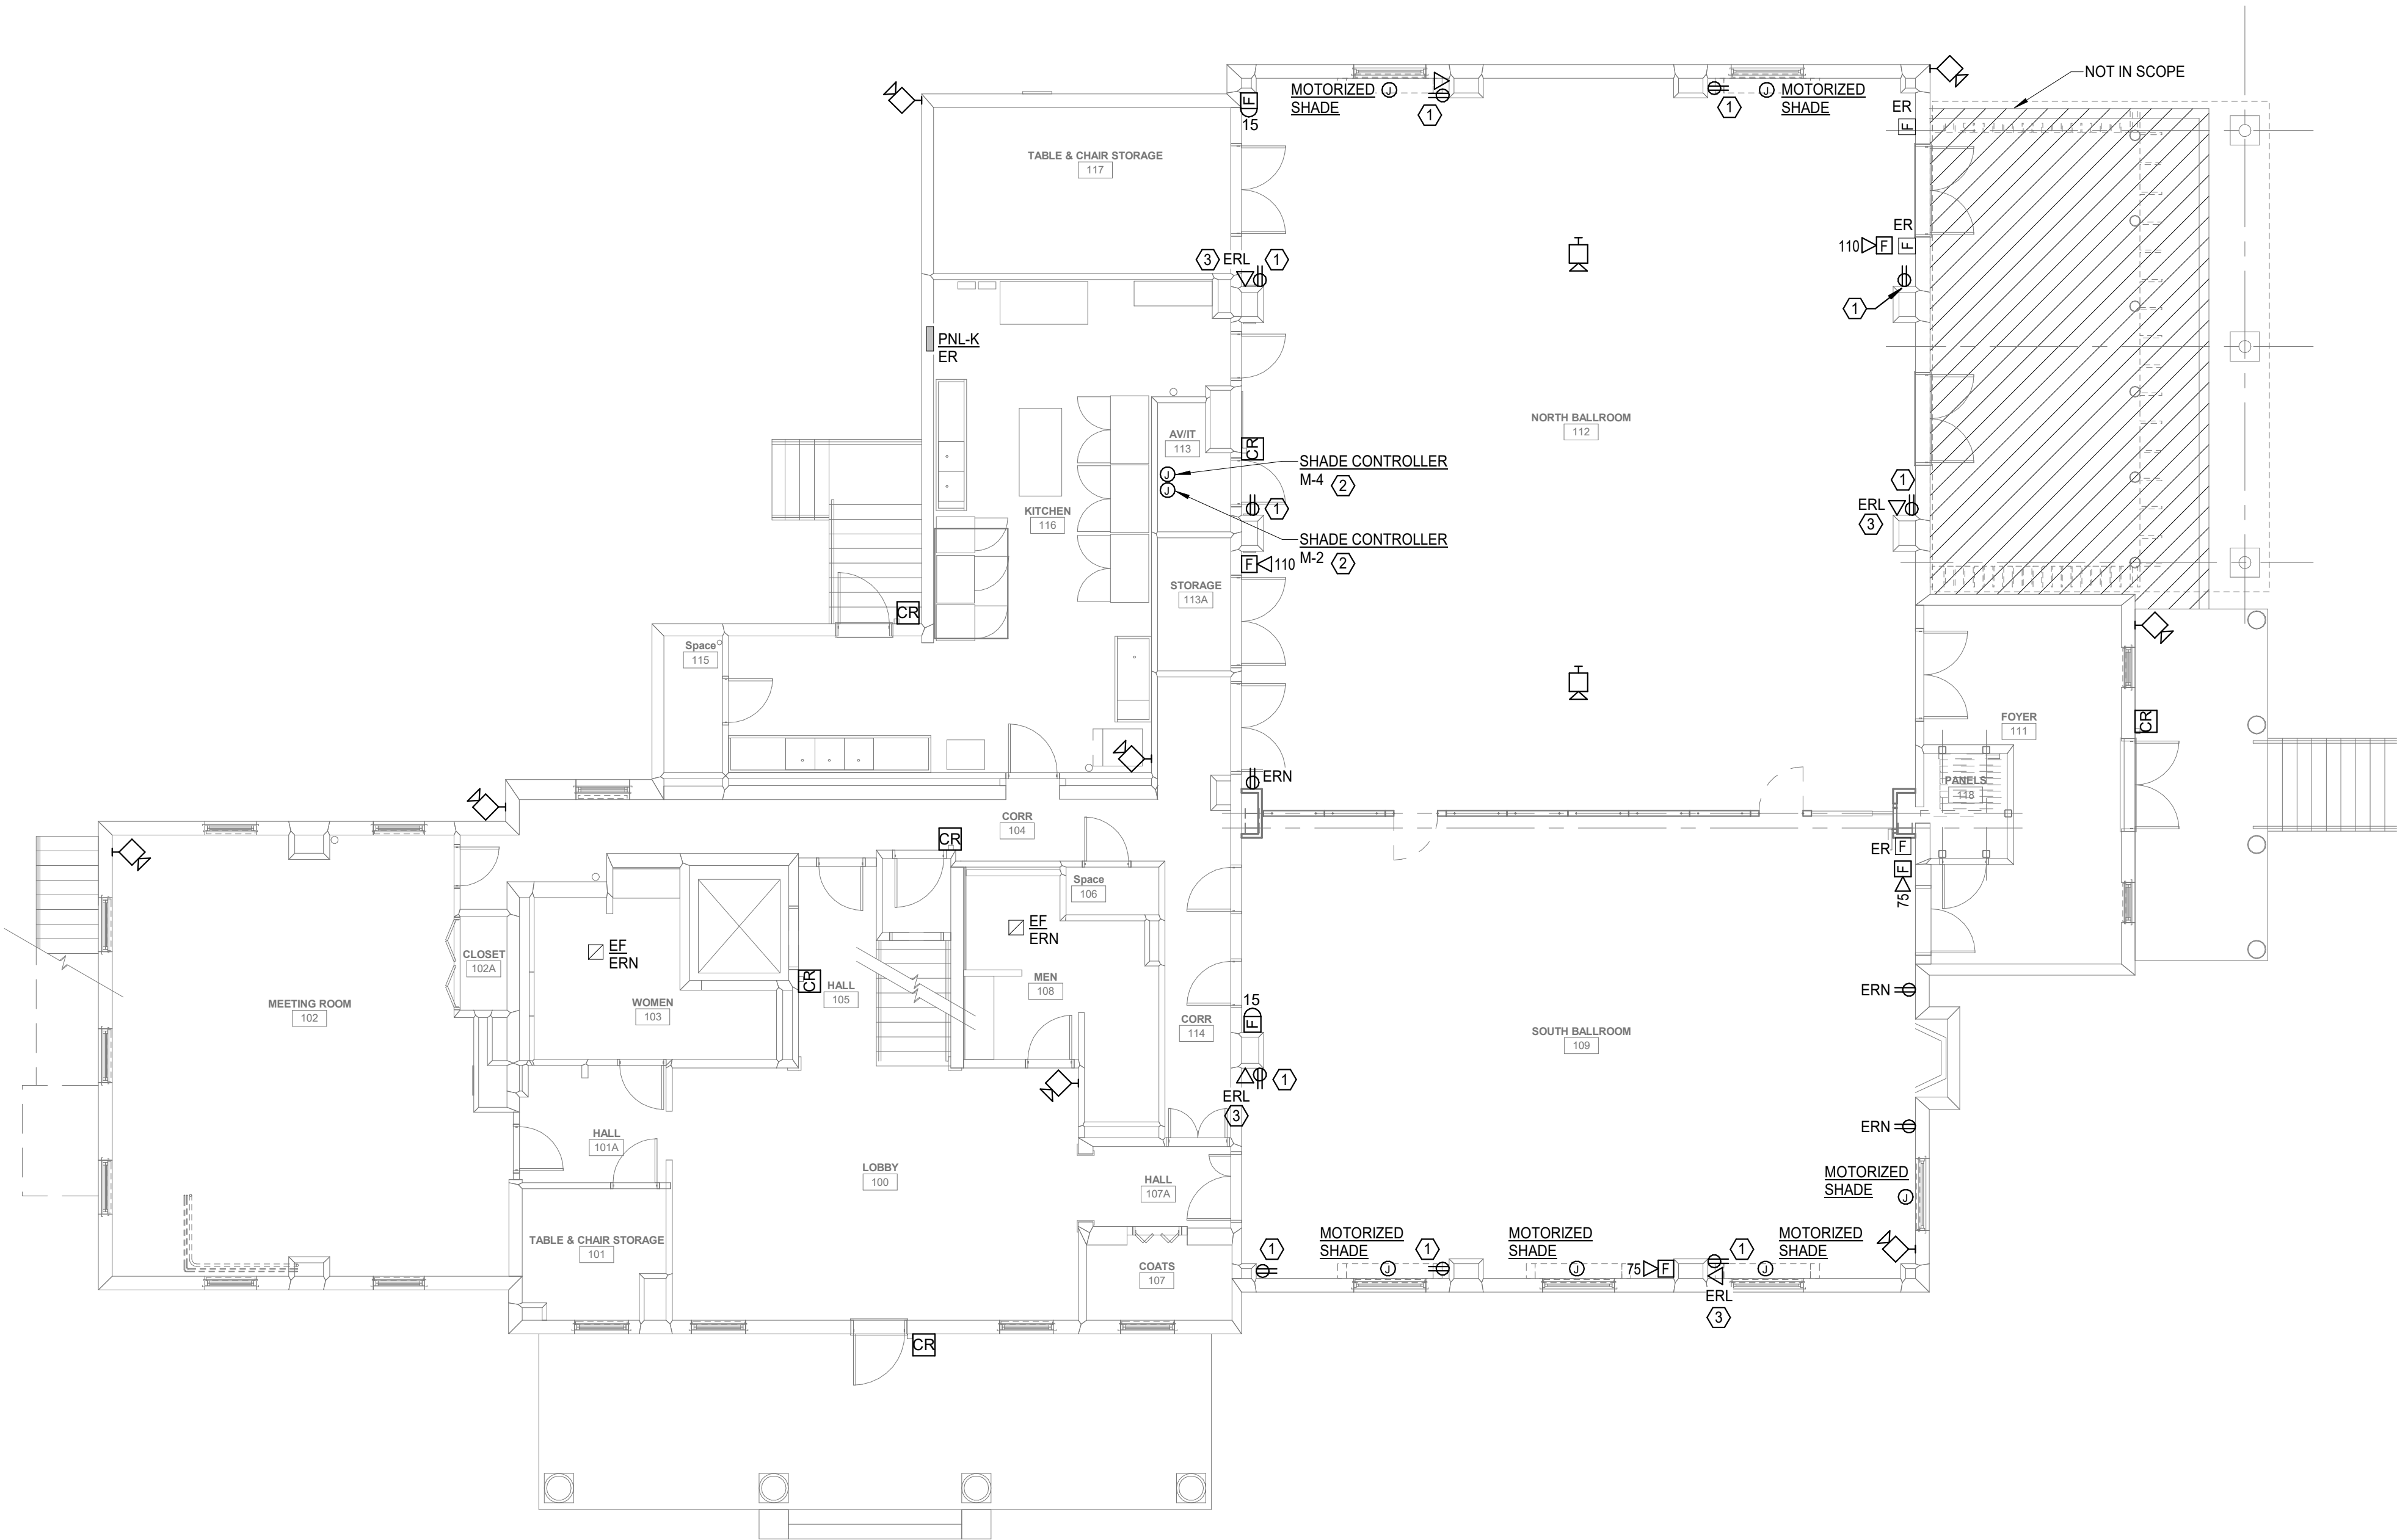 NOT IN SCOPE
MOTORIZED
SHADE
J
1
1
J
MOTORIZED
SHADE
ER
F
F
15
TABLE & CHAIR STORAGE
117
ER
110
F
F
3
ERL
1
1
PNL-K
ER
NORTH BALLROOM
112
AV/IT
113
CR
SHADE CONTROLLER
M-4
2
J
J
1
KITCHEN
116
SHADE CONTROLLER
M-2
2
F
110
1
ERL
3
STORAGE
113A
CR
Space
115
FOYER
111
CR
PANELS
118
ERN
CORR
104
CR
ER
F
F
75
Space
106
EF
ERN
EF
ERN
CLOSET
102A
MEETING ROOM
102
WOMEN
103
CR
HALL
105
MEN
108
15
F
CORR
114
ERN
SOUTH BALLROOM
109
1
ERL
3
ERN
HALL
101A
LOBBY
100
HALL
107A
MOTORIZED
SHADE
J
TABLE & CHAIR STORAGE
101
COATS
107
1
MOTORIZED
SHADE
J
1
MOTORIZED
SHADE
J
75
F
1
MOTORIZED
SHADE
J
ERL
3
CR